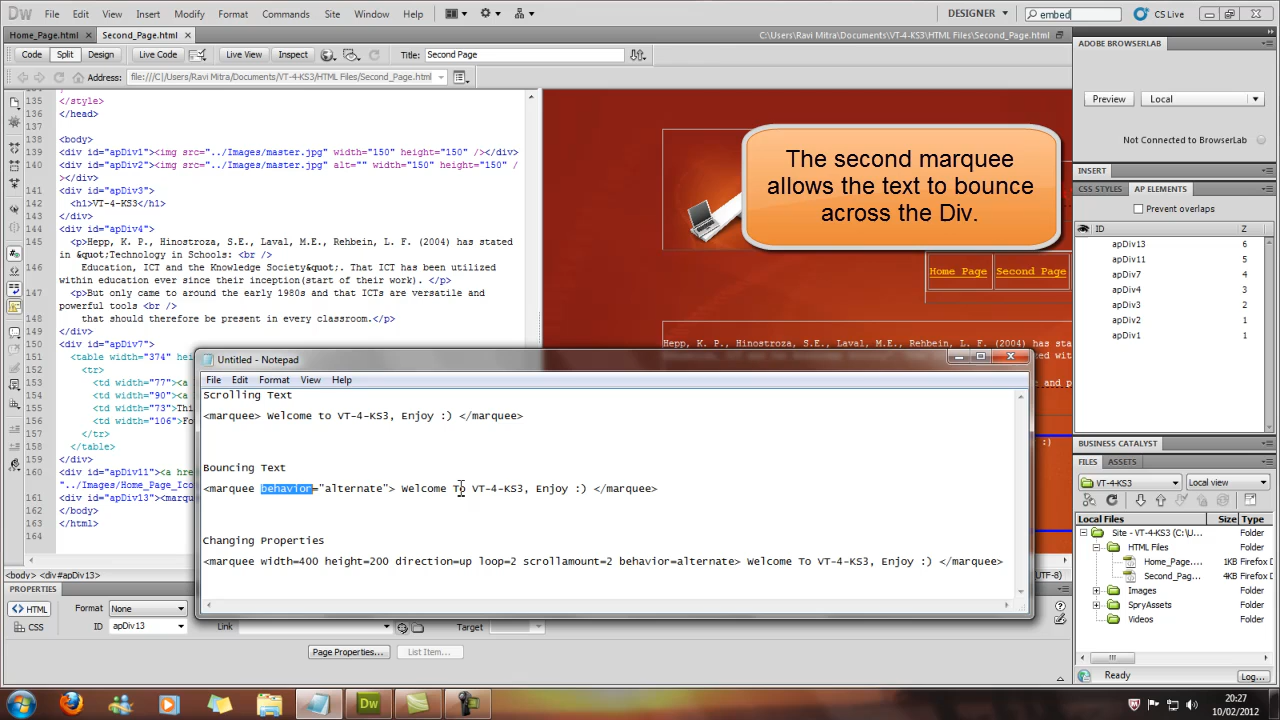 Dw File Edit View Insert Modify Format Commands Site Window Help DESIGNER embed CS Live
Home_Page.html × Second_Page.html × C:\Users\Ravi Mitra\Documents\VT-4-KS3\HTML Files\Second_Page.html
Code Split Design Live Code Live View Inspect Title: Second Page
Address: file:///C|/Users/Ravi Mitra/Documents/VT-4-KS3/HTML Files/Second_Page.html
135 </style>
136 </head>
137
138 <body>
139 <div id="apDiv1"><img src="../Images/master.jpg" width="150" height="150" /></div>
140 <div id="apDiv2"><img src="../Images/master.jpg" alt="" width="150" height="150" /
></div>
141 <div id="apDiv3">
142 <h1>VT-4-KS3</h1>
143 </div>
144 <div id="apDiv4">
145 <p>Hepp, K. P., Hinostroza, S.E., Laval, M.E., Rehbein, L. F. (2004) has stated
in &quot;Technology in Schools: <br />
146 Education, ICT and the Knowledge Society&quot;. That ICT has been utilized
within education ever since their inception(start of their work). </p>
147 <p>But only came to around the early 1980s and that ICTs are versatile and
powerful tools <br />
148 that should therefore be present in every classroom.</p>
149 </div>
150 <div id="apDiv7">
151 <table width="374" hei
152 <tr>
153 <td width="77"><a
154 <td width="90"><a
155 <td width="73">Thi
156 <td width="106">Fo
157 </tr>
158 </table>
159 </div>
160 <div id="apDiv11"><a hre
"../Images/Home_Page_Ico
161 <div id="apDiv13"><marqu
162 </body>
163 </html>
164
The second marquee
allows the text to bounce
across the Div.
Home Page Second Page
Hepp, K. P., Hinostroza, S.E., Laval, M.E., Rehbein, L. F. (2004) has sta
:)
Untitled - Notepad
File Edit Format View Help
Scrolling Text
<marquee> Welcome to VT-4-KS3, Enjoy :) </marquee>
Bouncing Text
<marquee behavior="alternate"> Welcome To VT-4-KS3, Enjoy :) </marquee>
Changing Properties
<marquee width=400 height=200 direction=up loop=2 scrollamount=2 behavior=alternate> Welcome To VT-4-KS3, Enjoy :) </marquee>
<body> <div#apDiv13>
UTF-8)
PROPERTIES
HTML Format None
CSS ID apDiv13 Link Target
Page Properties... List Item...
ADOBE BROWSERLAB
Preview Local
Not Connected to BrowserLab
INSERT
CSS STYLES AP ELEMENTS
Prevent overlaps
ID Z
apDiv13 6
apDiv11 5
apDiv7 4
apDiv4 3
apDiv3 2
apDiv2 1
apDiv1 1
BUSINESS CATALYST
FILES ASSETS
VT-4-KS3 Local view
Local Files Size Type
Site - VT-4-KS3 (C:\U... Folder
HTML Files Folder
Home_Page.... 1KB Firefox
Second_Pag... 4KB Firefox
Images Folder
SpryAssets Folder
Videos Folder
Ready Log...
Dw
20:27
10/02/2012